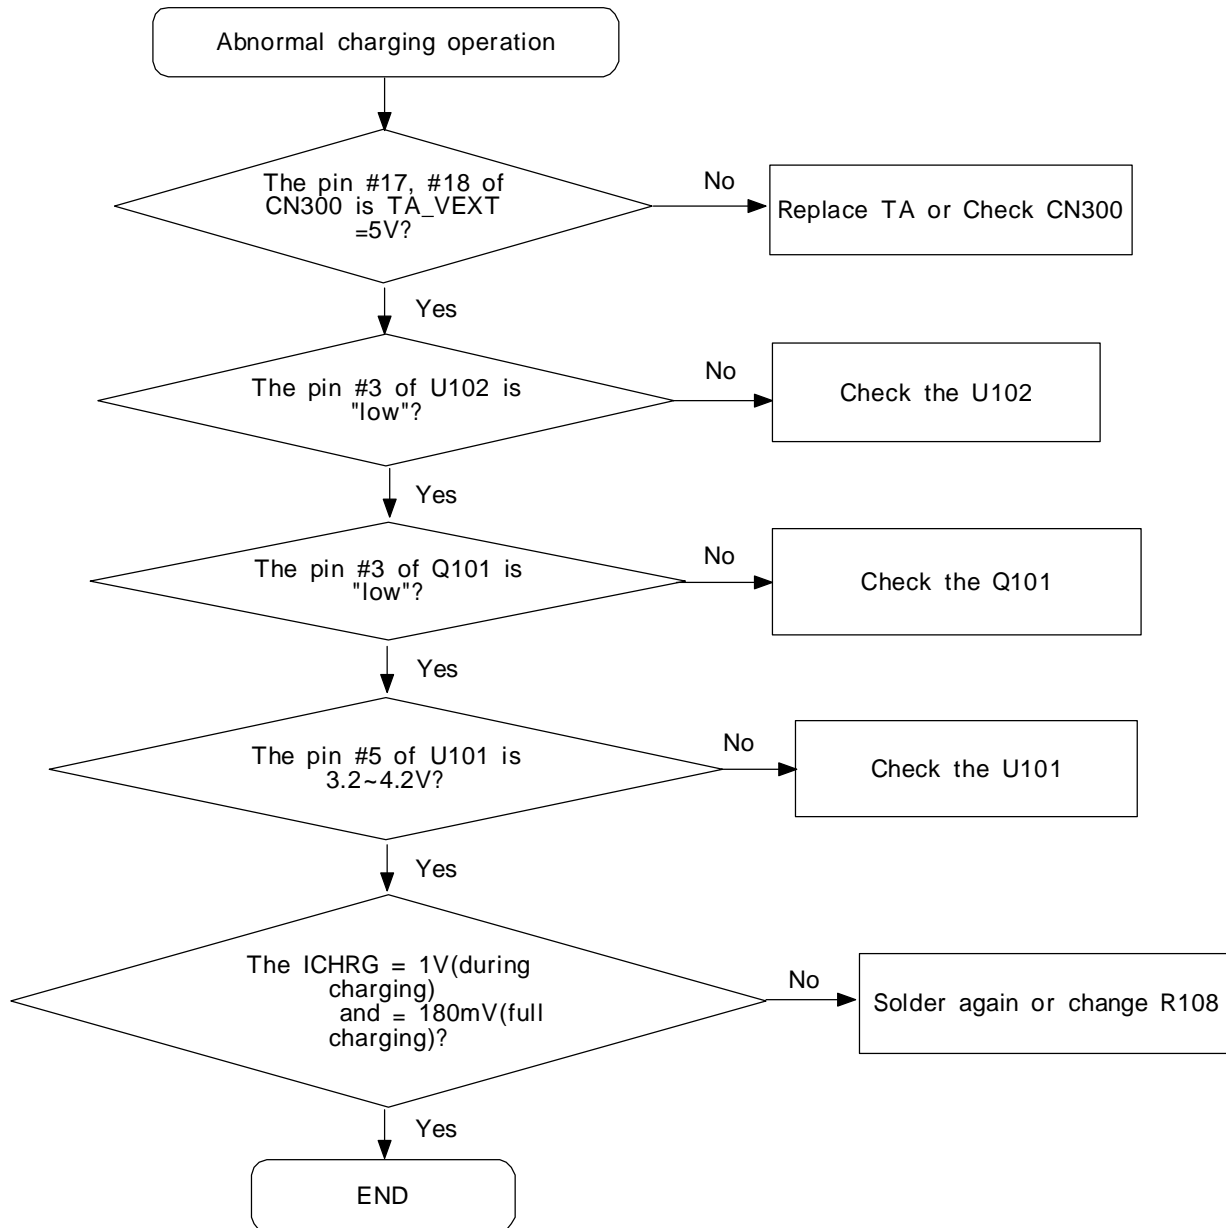 Abnormal charging operation
The pin #17, #18 of
CN300 is TA_VEXT
=5V?
No
Replace TA or Check CN300
Yes
The pin #3 of U102 is
"low"?
No
Check the U102
Yes
The pin #3 of Q101 is
"low"?
No
Check the Q101
Yes
The pin #5 of U101 is
3.2~4.2V?
No
Check the U101
Yes
The ICHRG = 1V(during
charging)
and = 180mV(full
charging)?
No
Solder again or change R108
Yes
END